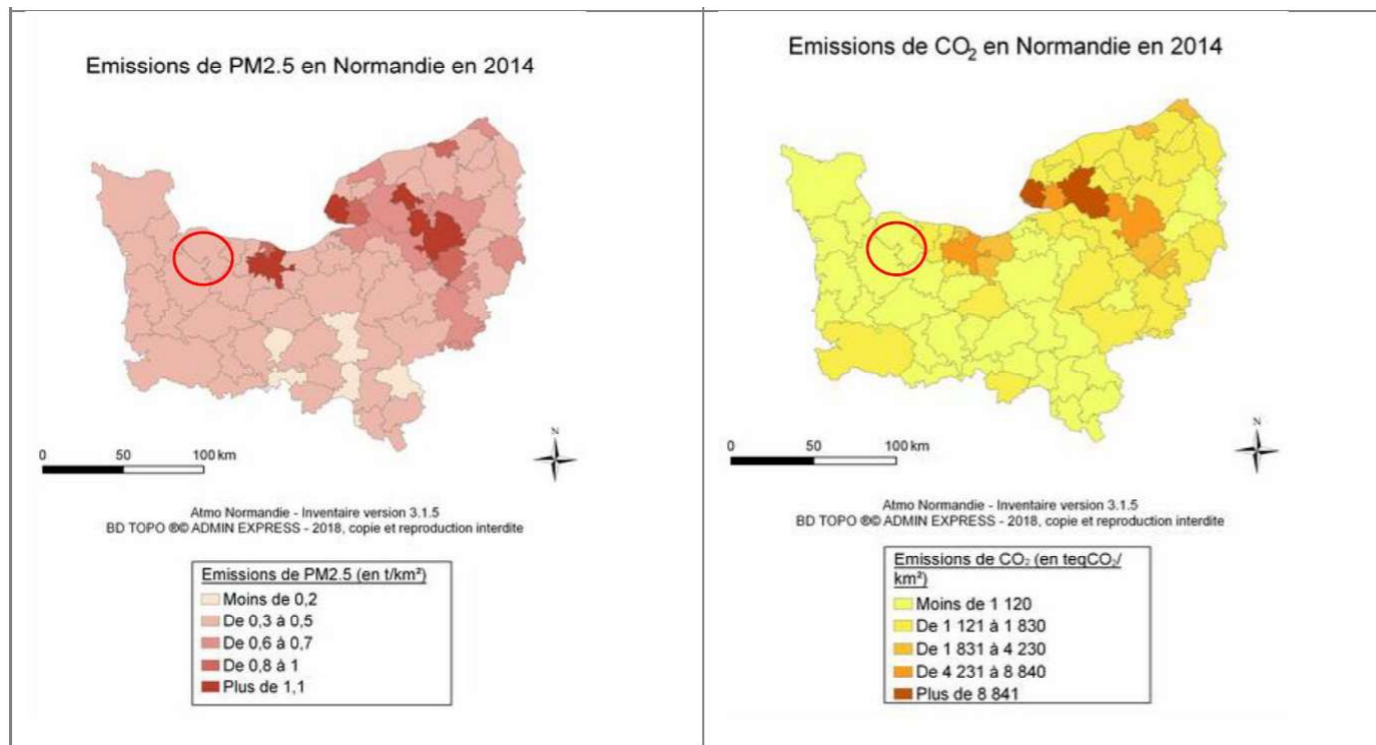 Emissions de PM2.5 en Normandie en 2014
N
0 50 100 km
Atmo Normandie - Inventaire version 3.1.5
BD TOPO ®© ADMIN EXPRESS - 2018, copie et reproduction interdite
Emissions de PM2.5 (en t/km²)
Moins de 0,2
De 0,3 à 0,5
De 0,6 à 0,7
De 0,8 à 1
Plus de 1,1
Emissions de CO₂ en Normandie en 2014
N
0 50 100 km
Atmo Normandie - Inventaire version 3.1.5
BD TOPO ®© ADMIN EXPRESS - 2018, copie et reproduction interdite
Emissions de CO₂ (en teqCO₂/
km²)
Moins de 1 120
De 1 121 à 1 830
De 1 831 à 4 230
De 4 231 à 8 840
Plus de 8 841